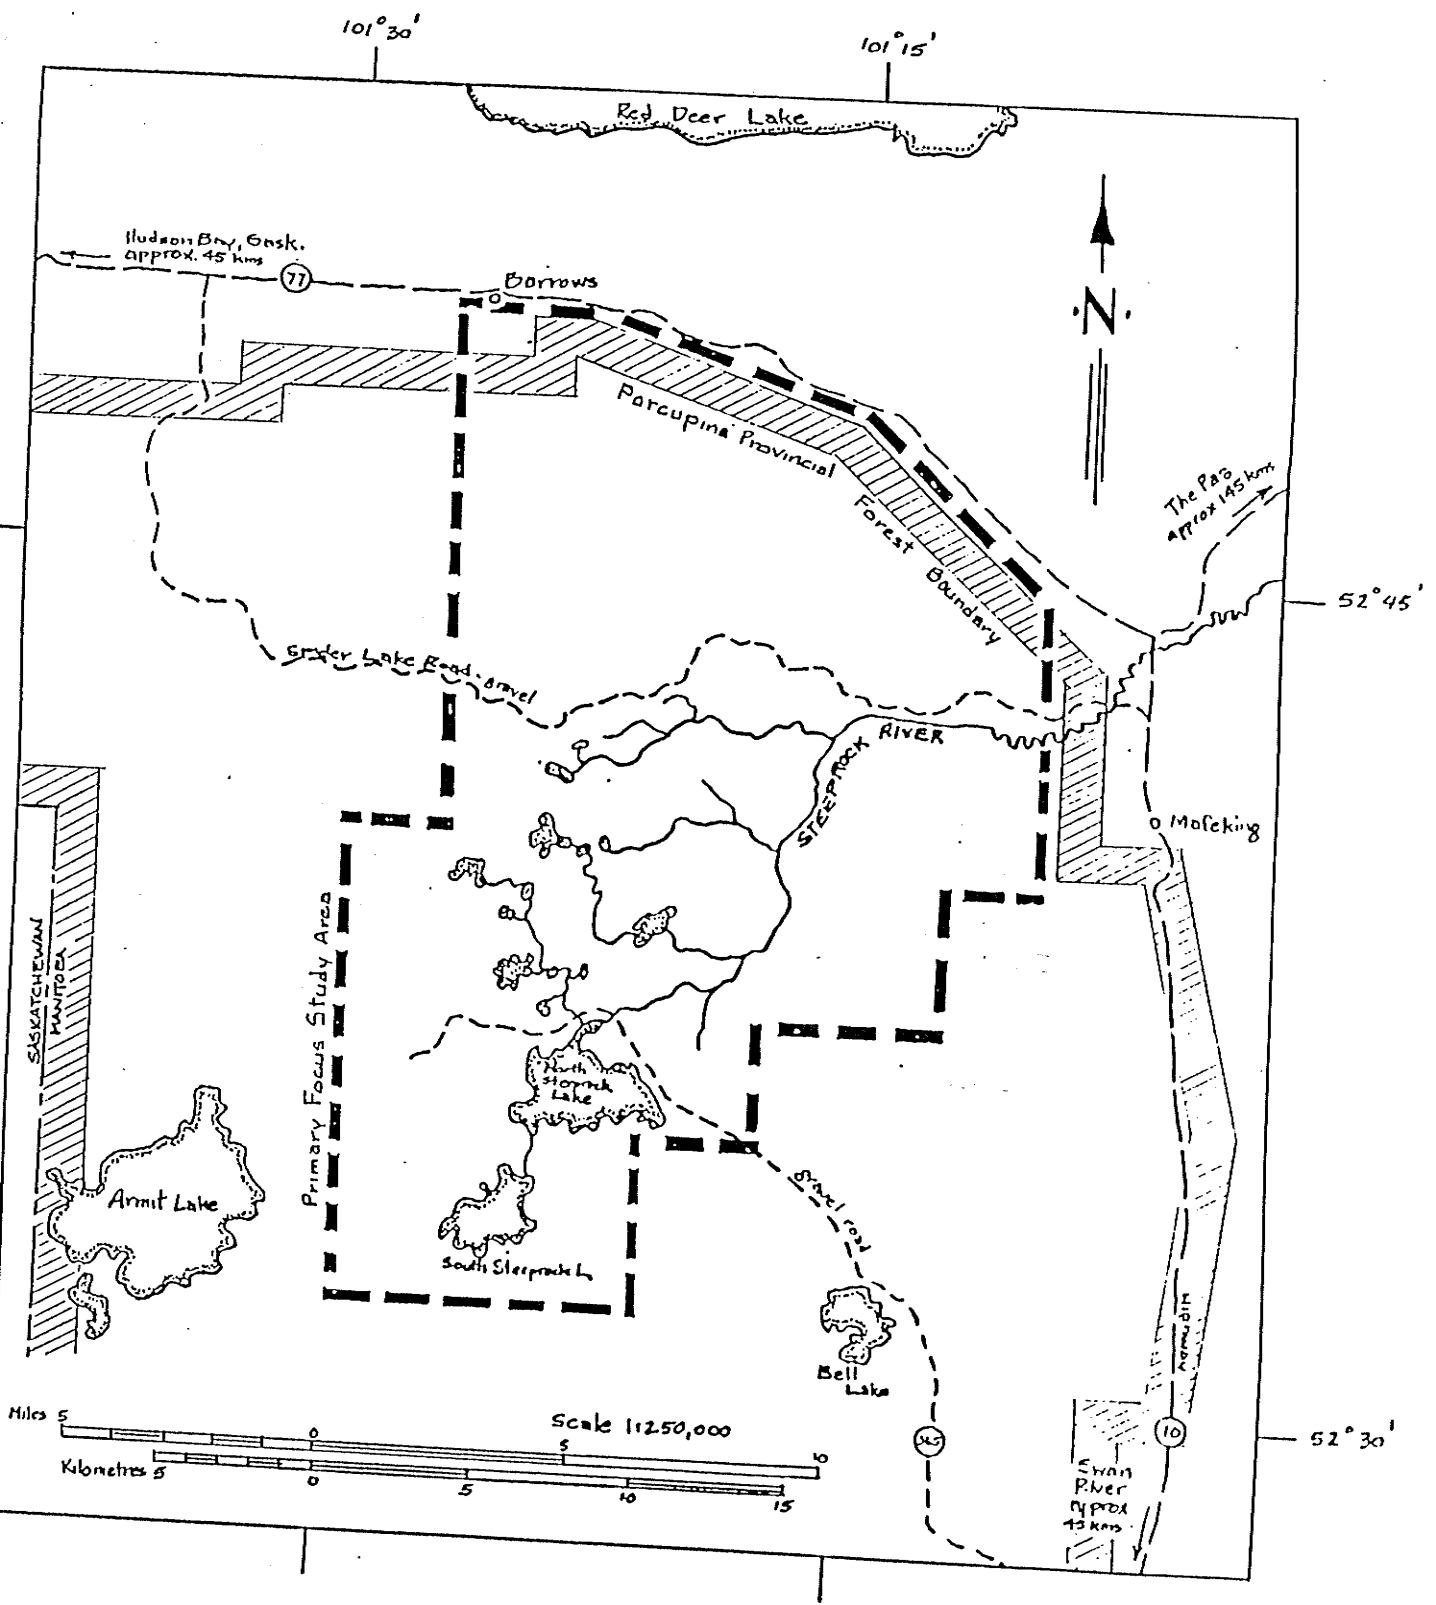 101°30'
101°15'
Red Deer Lake
Hudson Bay, Sask.
approx. 45 kms
77
Barrows
N
Porcupine Provincial
Forest Boundary
The Pas
approx 145 kms
52°45'
Lake Road - gravel
STEEPROCK RIVER
Mafeking
SASKATCHEWAN
MANITOBA
Primary Focus Study Area
North
Steeprock
Lake
Armit Lake
South Steeprock L
gravel road
Bell
Lake
HIGHWAY
10
52°30'
Swan
River
approx
45 kms
Miles 5 0 5 10
Scale 1:250,000
Kilometres 5 0 5 10 15